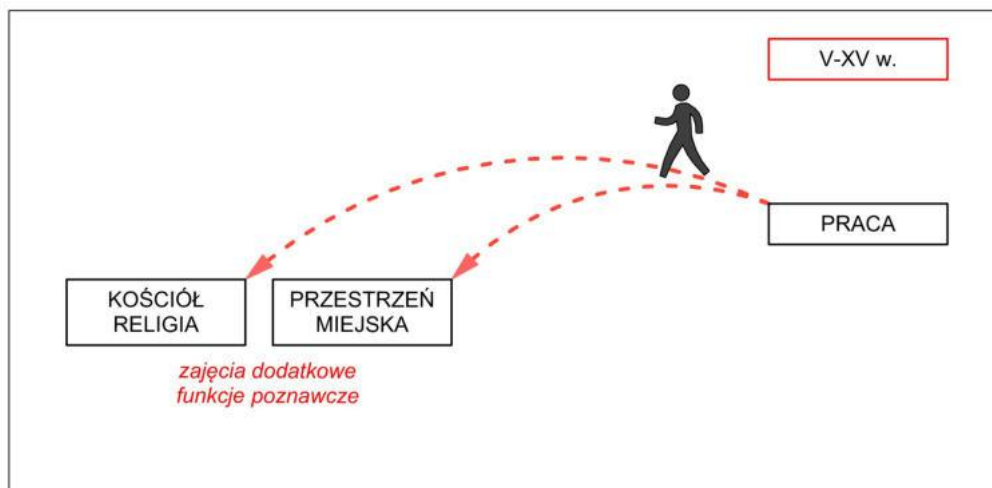 V-XV w.
PRACA
KOŚCIÓŁ
RELIGIA
PRZESTRZEŃ
MIEJSKA
zajęcia dodatkowe
funkcje poznawcze